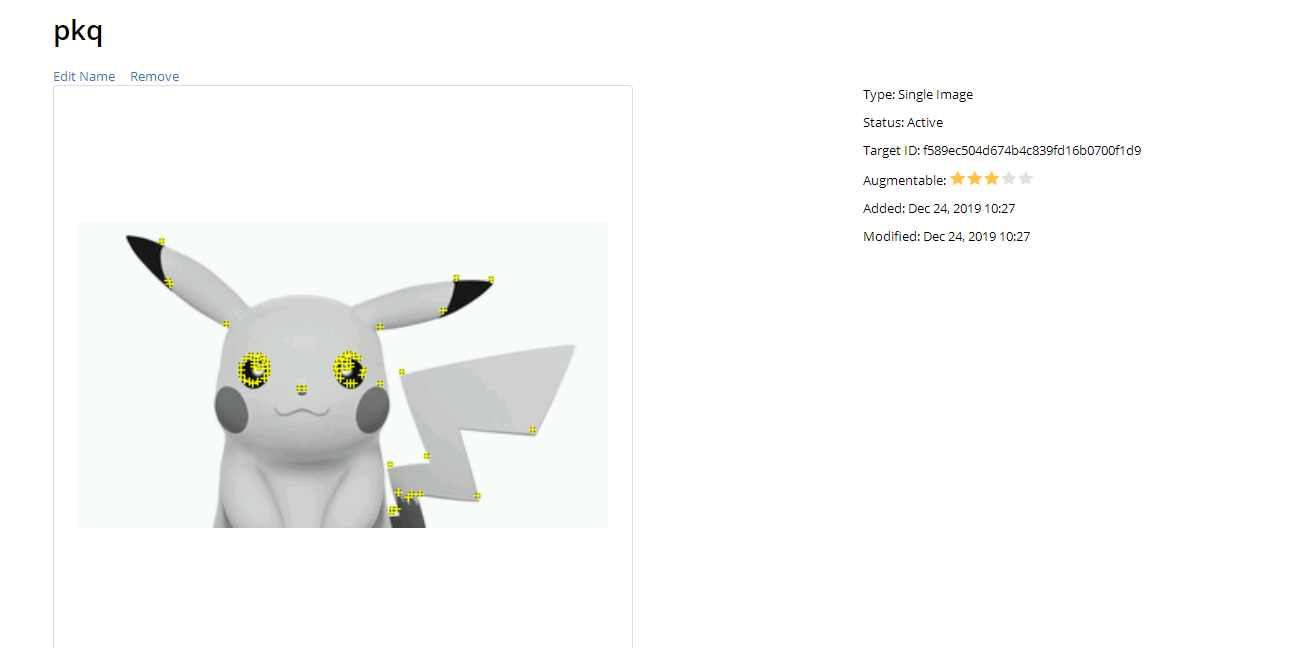 pkq
Edit Name Remove
Type: Single Image
Status: Active
Target ID: f589ec504d674b4c839fd16b0700f1d9
Augmentable:
Added: Dec 24, 2019 10:27
Modified: Dec 24, 2019 10:27